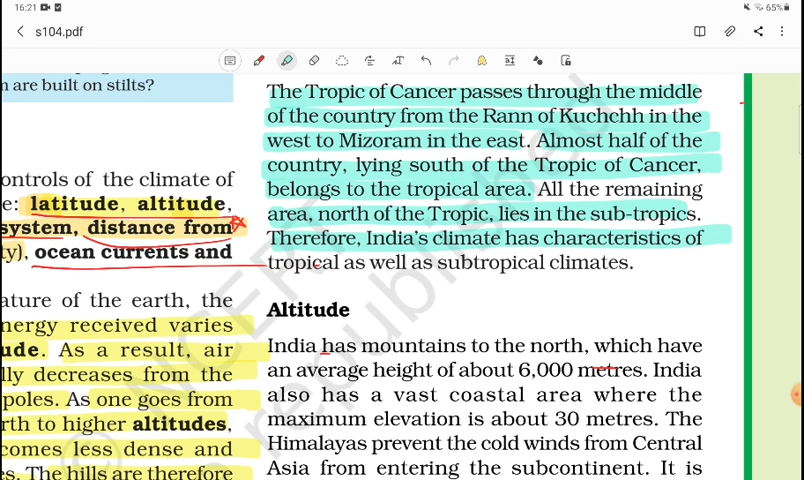 16:21
65%
s104.pdf
m are built on stilts?
ontrols of the climate of
e: latitude, altitude,
system, distance from
ty), ocean currents and
ature of the earth, the
nergy received varies
ude. As a result, air
lly decreases from the
poles. As one goes from
rth to higher altitudes,
comes less dense and
es. The hills are therefore
The Tropic of Cancer passes through the middle
of the country from the Rann of Kuchchh in the
west to Mizoram in the east. Almost half of the
country, lying south of the Tropic of Cancer,
belongs to the tropical area. All the remaining
area, north of the Tropic, lies in the sub-tropics.
Therefore, India's climate has characteristics of
tropical as well as subtropical climates.
Altitude
India has mountains to the north, which have
an average height of about 6,000 metres. India
also has a vast coastal area where the
maximum elevation is about 30 metres. The
Himalayas prevent the cold winds from Central
Asia from entering the subcontinent. It is
© NCERT
republished